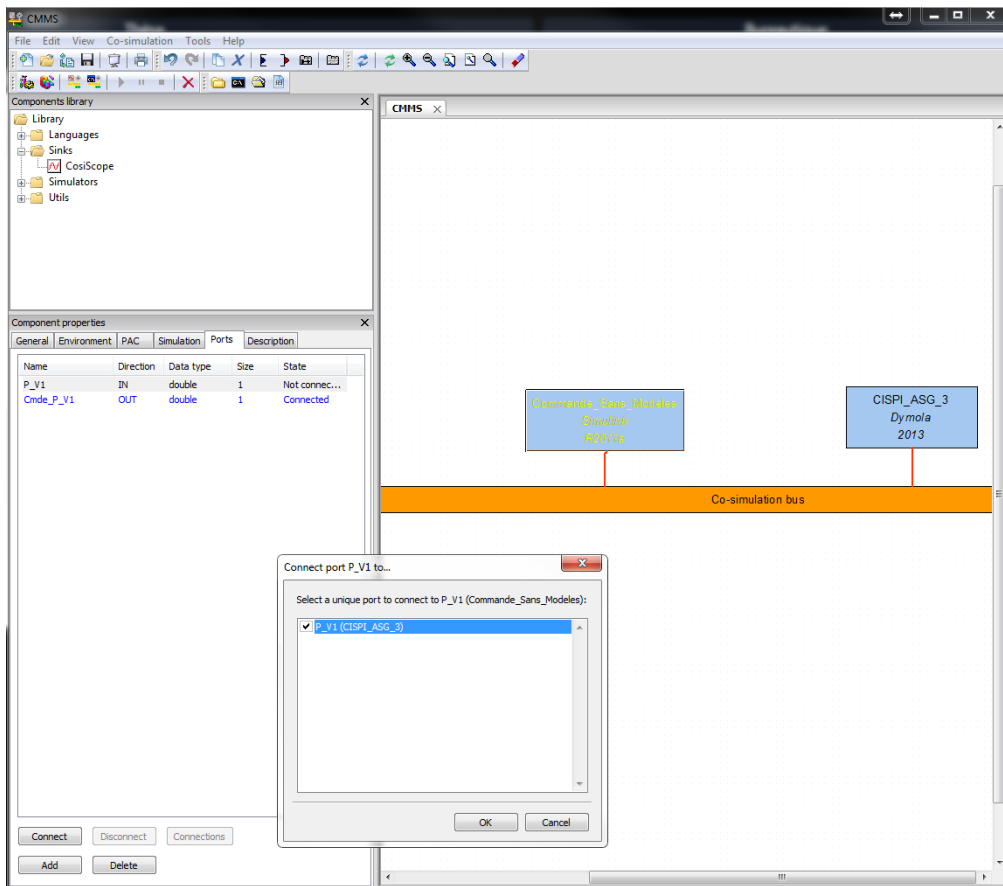 CMMS
File Edit View Co-simulation Tools Help
Components library
Library
Languages
Sinks
CosiScope
Simulators
Utils
Component properties
General Environment PAC Simulation Ports Description
Name Direction Data type Size State
P_V1 IN double 1 Not connec...
Cmde_P_V1 OUT double 1 Connected
Connect Disconnect Connections
Add Delete
CMMS
Commande_Sans_Modeles
Simulink
CISPI_ASG_3
Dymola
2013
Co-simulation bus
Connect port P_V1 to...
Select a unique port to connect to P_V1 (Commande_Sans_Modeles):
P_V1 (CISPI_ASG_3)
OK Cancel